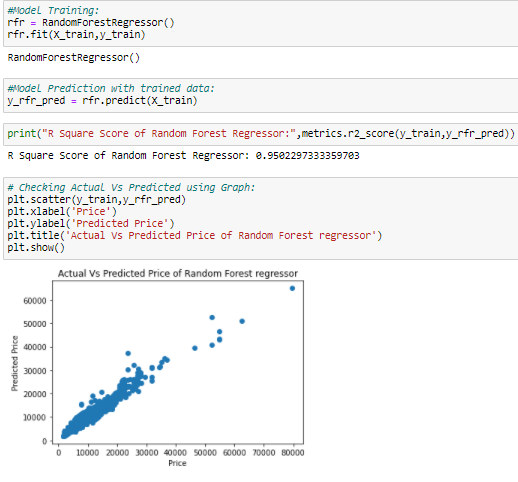 #Model Training:
rfr = RandomForestRegressor()
rfr.fit(X_train,y_train)
RandomForestRegressor()
#Model Prediction with trained data:
y_rfr_pred = rfr.predict(X_train)
print("R Square Score of Random Forest Regressor:",metrics.r2_score(y_train,y_rfr_pred))
R Square Score of Random Forest Regressor: 0.9502297333359703
# Checking Actual Vs Predicted using Graph:
plt.scatter(y_train,y_rfr_pred)
plt.xlabel('Price')
plt.ylabel('Predicted Price')
plt.title('Actual Vs Predicted Price of Random Forest regressor')
plt.show()
Actual Vs Predicted Price of Random Forest regressor
60000
50000
40000
30000
20000
10000
0
Predicted Price
0 10000 20000 30000 40000 50000 60000 70000 80000
Price